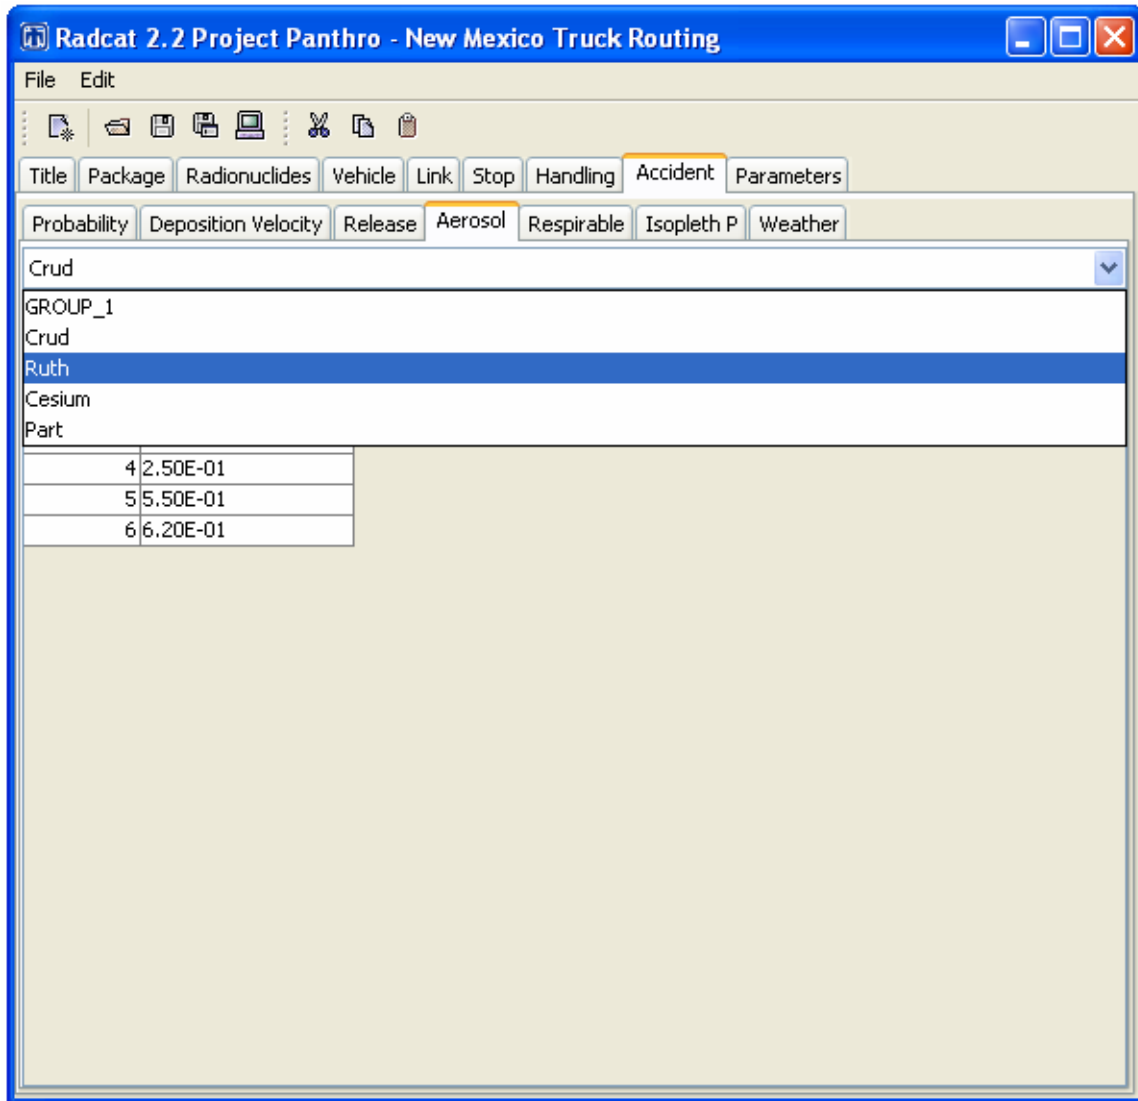 Radcat 2.2 Project Panthro - New Mexico Truck Routing
File Edit
Title Package Radionuclides Vehicle Link Stop Handling Accident Parameters
Probability Deposition Velocity Release Aerosol Respirable Isopleth P Weather
Crud
GROUP_1
Crud
Ruth
Cesium
Part
4 2.50E-01
5 5.50E-01
6 6.20E-01